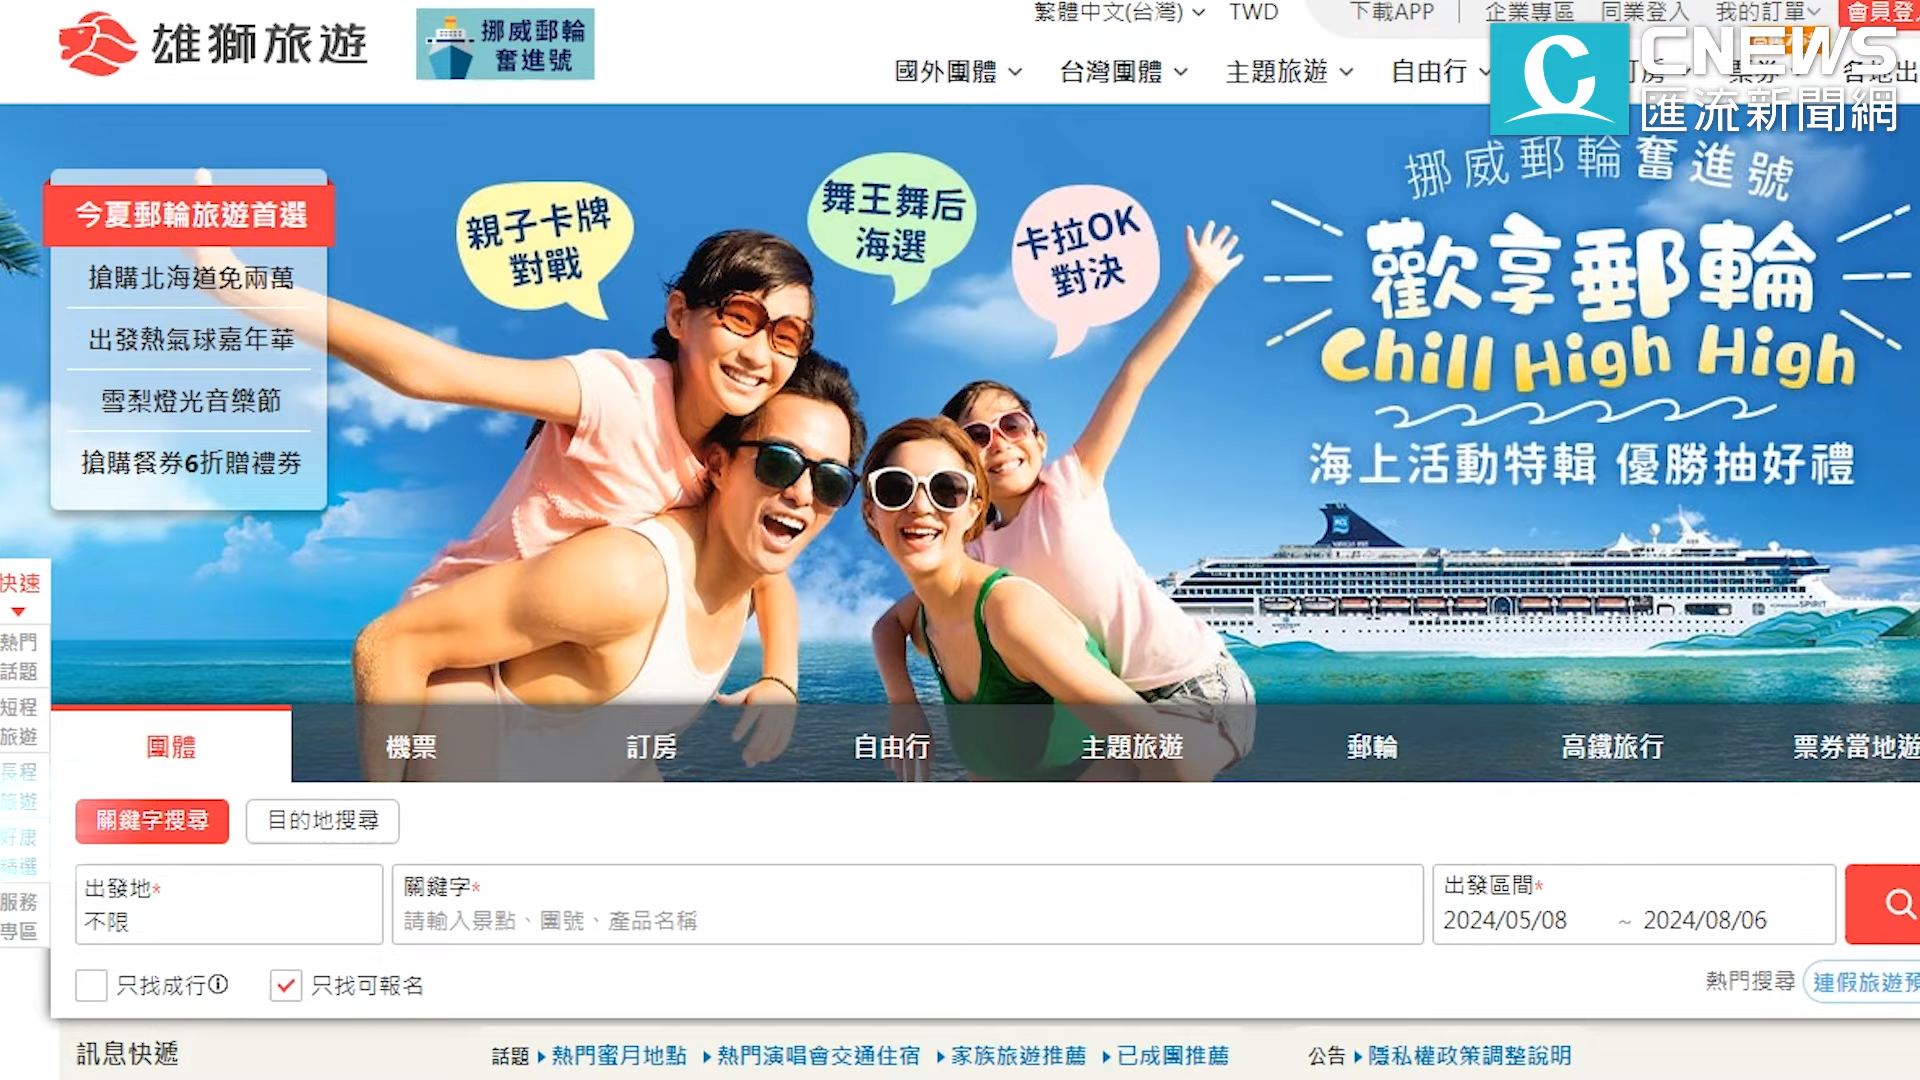 繁體中文(台灣) TWD 下載APP 企業專區 同業登入 我的訂單
雄獅旅遊
挪威郵輪
奮進號
國外團體 台灣團體 主題旅遊 自由行
CNEWS
匯流新聞網
挪威郵輪奮進號
歡享郵輪
Chill High High
海上活動特輯 優勝抽好禮
親子卡牌
對戰
舞王舞后
海選
卡拉OK
對決
今夏郵輪旅遊首選
搶購北海道免兩萬
出發熱氣球嘉年華
雪梨燈光音樂節
搶購餐券6折贈禮券
SPIRIT
快速
熱門
話題
短程
旅遊
長程
旅遊
好康
精選
服務
專區
團體 機票 訂房 自由行 主題旅遊 郵輪 高鐵旅行 票券當地遊
關鍵字搜尋 目的地搜尋
出發地* 關鍵字* 出發區間*
不限 請輸入景點、團號、產品名稱 2024/05/08 ~ 2024/08/06
只找成行 只找可報名
熱門搜尋 連假旅遊預
訊息快遞 話題 熱門蜜月地點 熱門演唱會交通住宿 家族旅遊推薦 已成團推薦 公告 隱私權政策調整說明